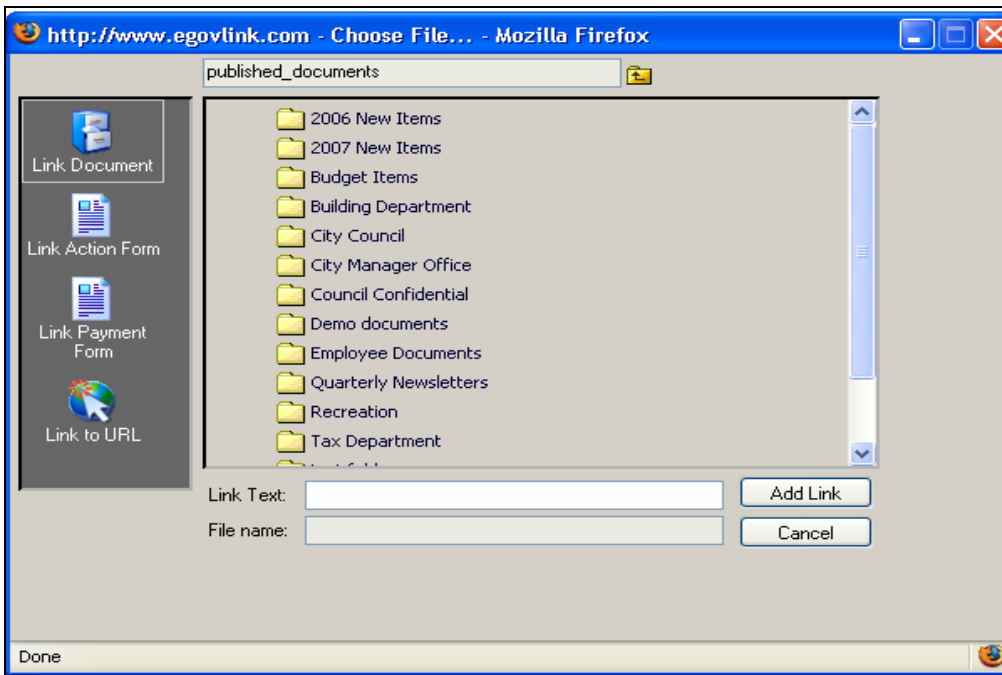 http://www.egovlink.com - Choose File... - Mozilla Firefox
published_documents
Link Document
Link Action Form
Link Payment
Form
Link to URL
2006 New Items
2007 New Items
Budget Items
Building Department
City Council
City Manager Office
Council Confidential
Demo documents
Employee Documents
Quarterly Newsletters
Recreation
Tax Department
Link Text:
Add Link
File name:
Cancel
Done